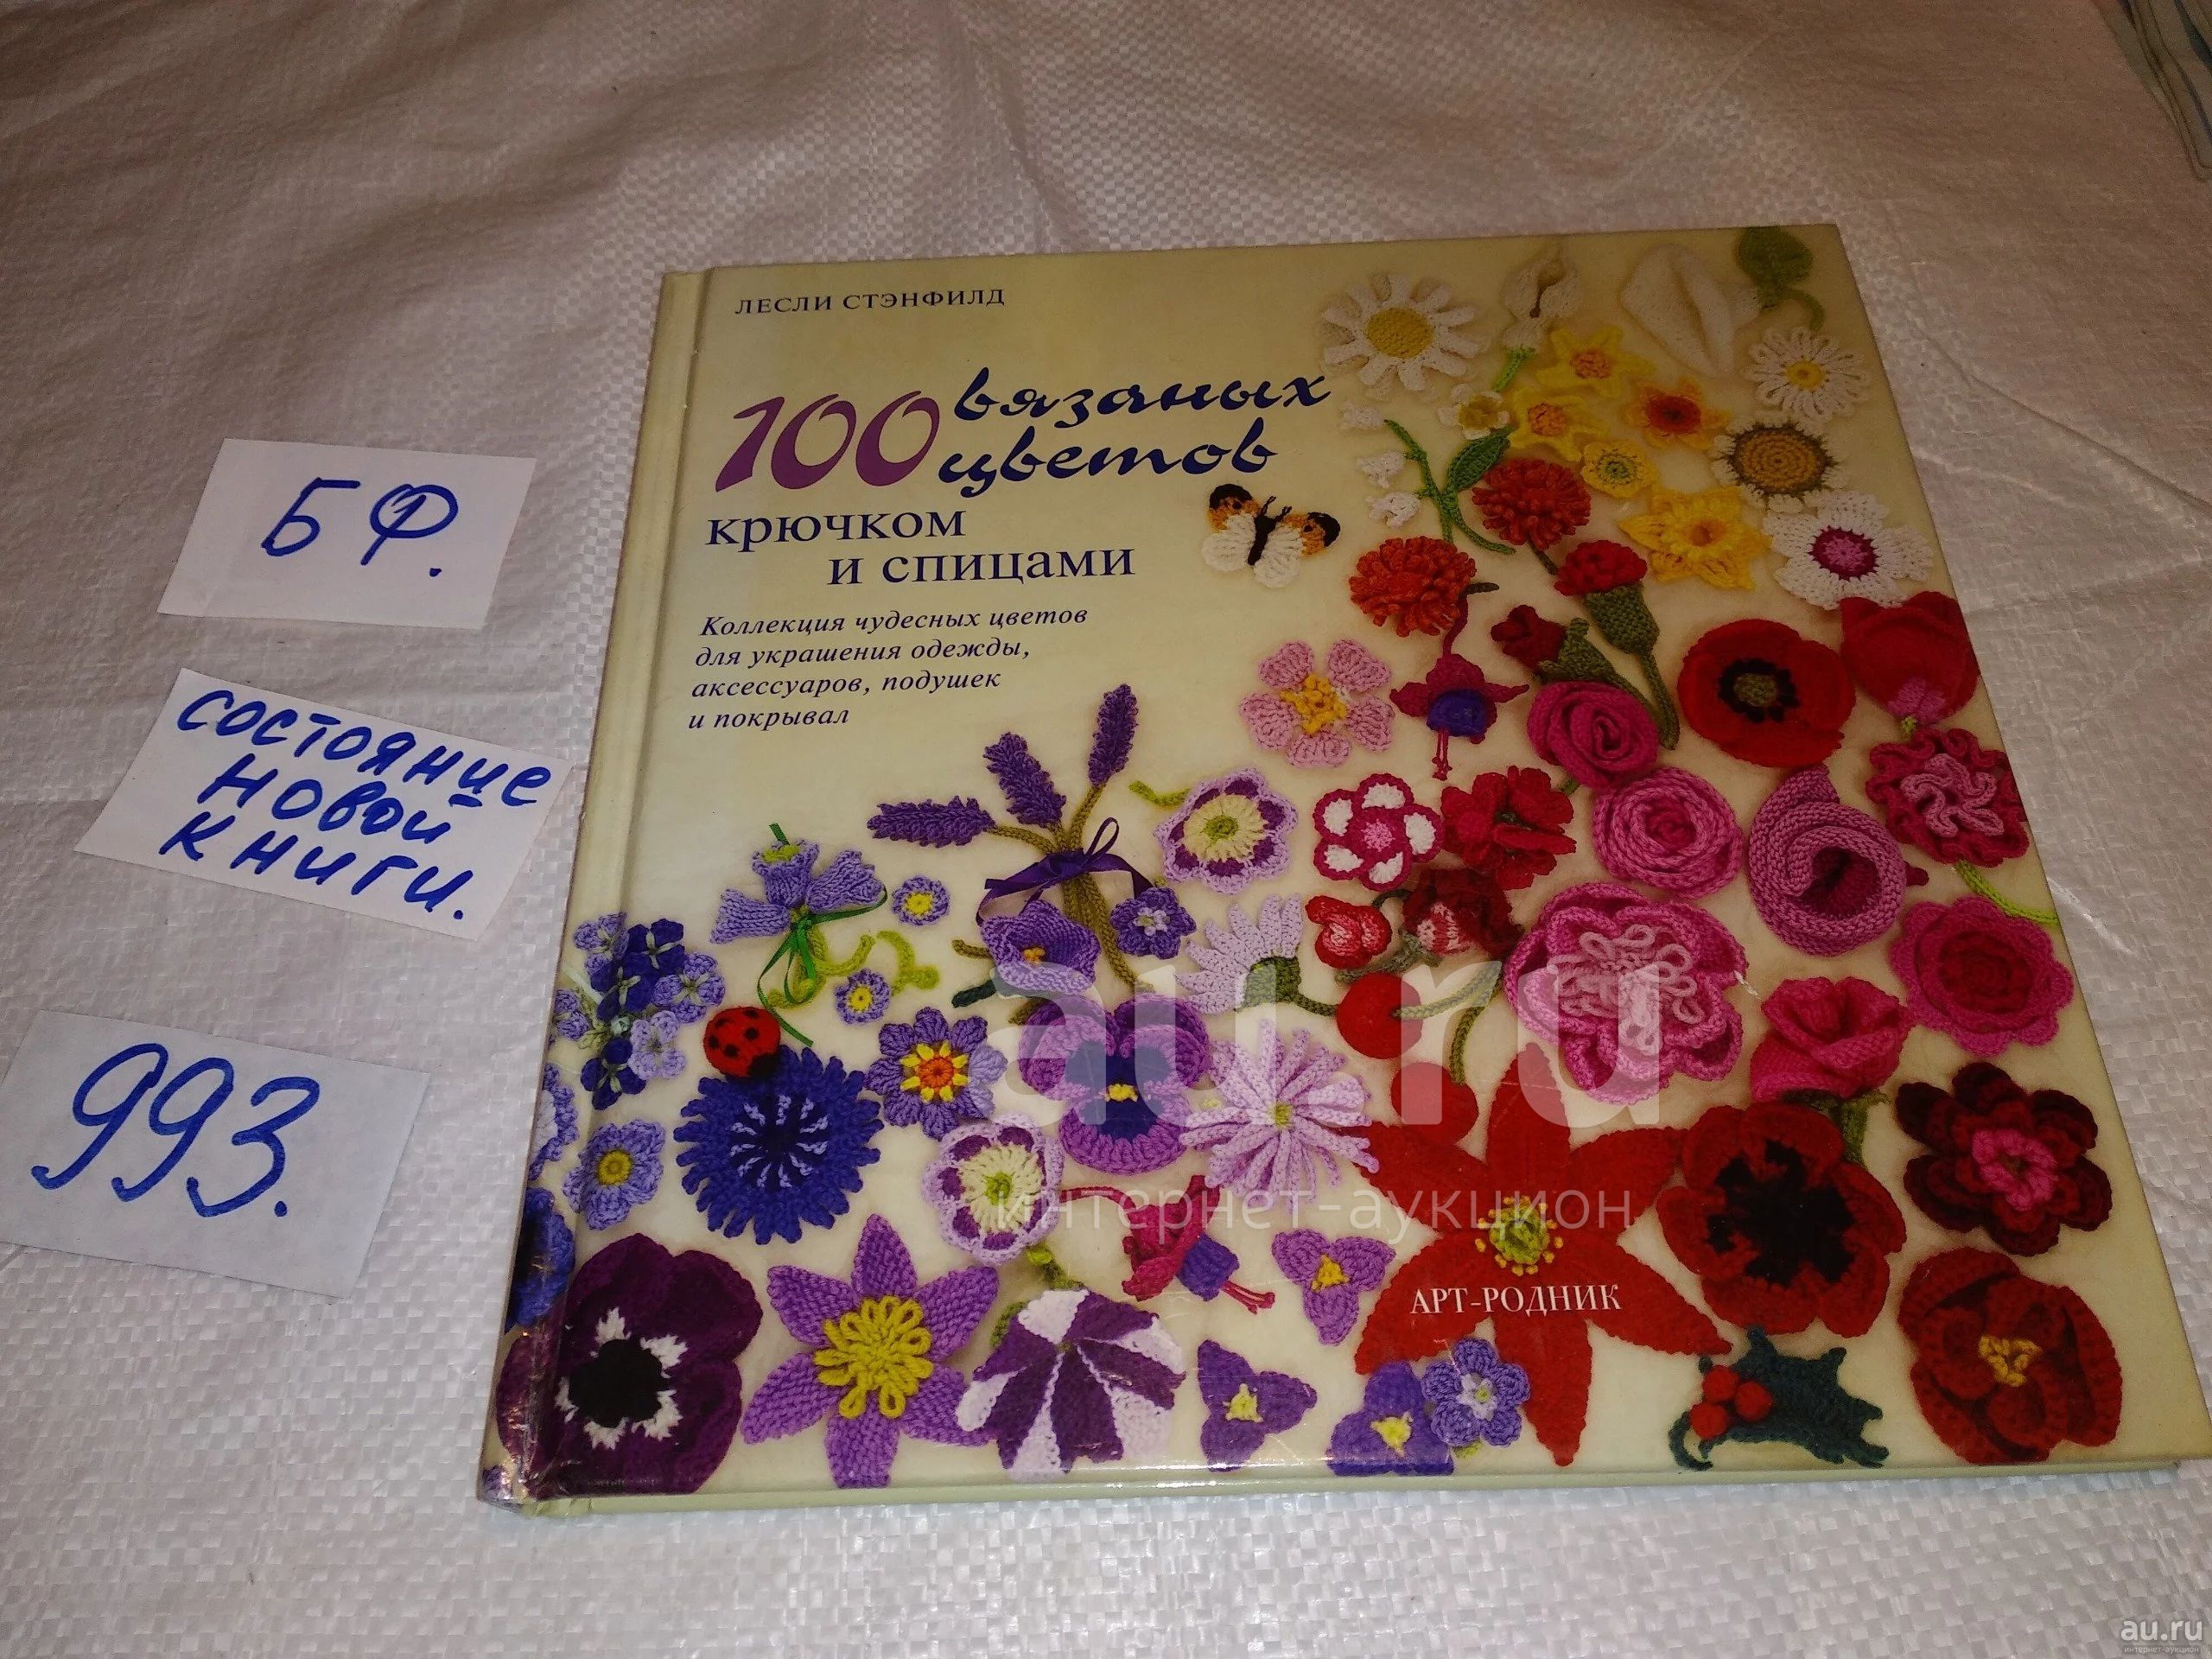 ЛЕСЛИ СТЭНФИЛД
100 вязаных
цветов
крючком
и спицами
Коллекция чудесных цветов
для украшения одежды,
аксессуаров, подушек
и покрывал
АРТ-РОДНИК
БФ.
СОСТОЯНИЕ
НОВОЙ
КНИГИ.
993.
au.ru
интернет-аукцион
au.ru
интернет-аукцион